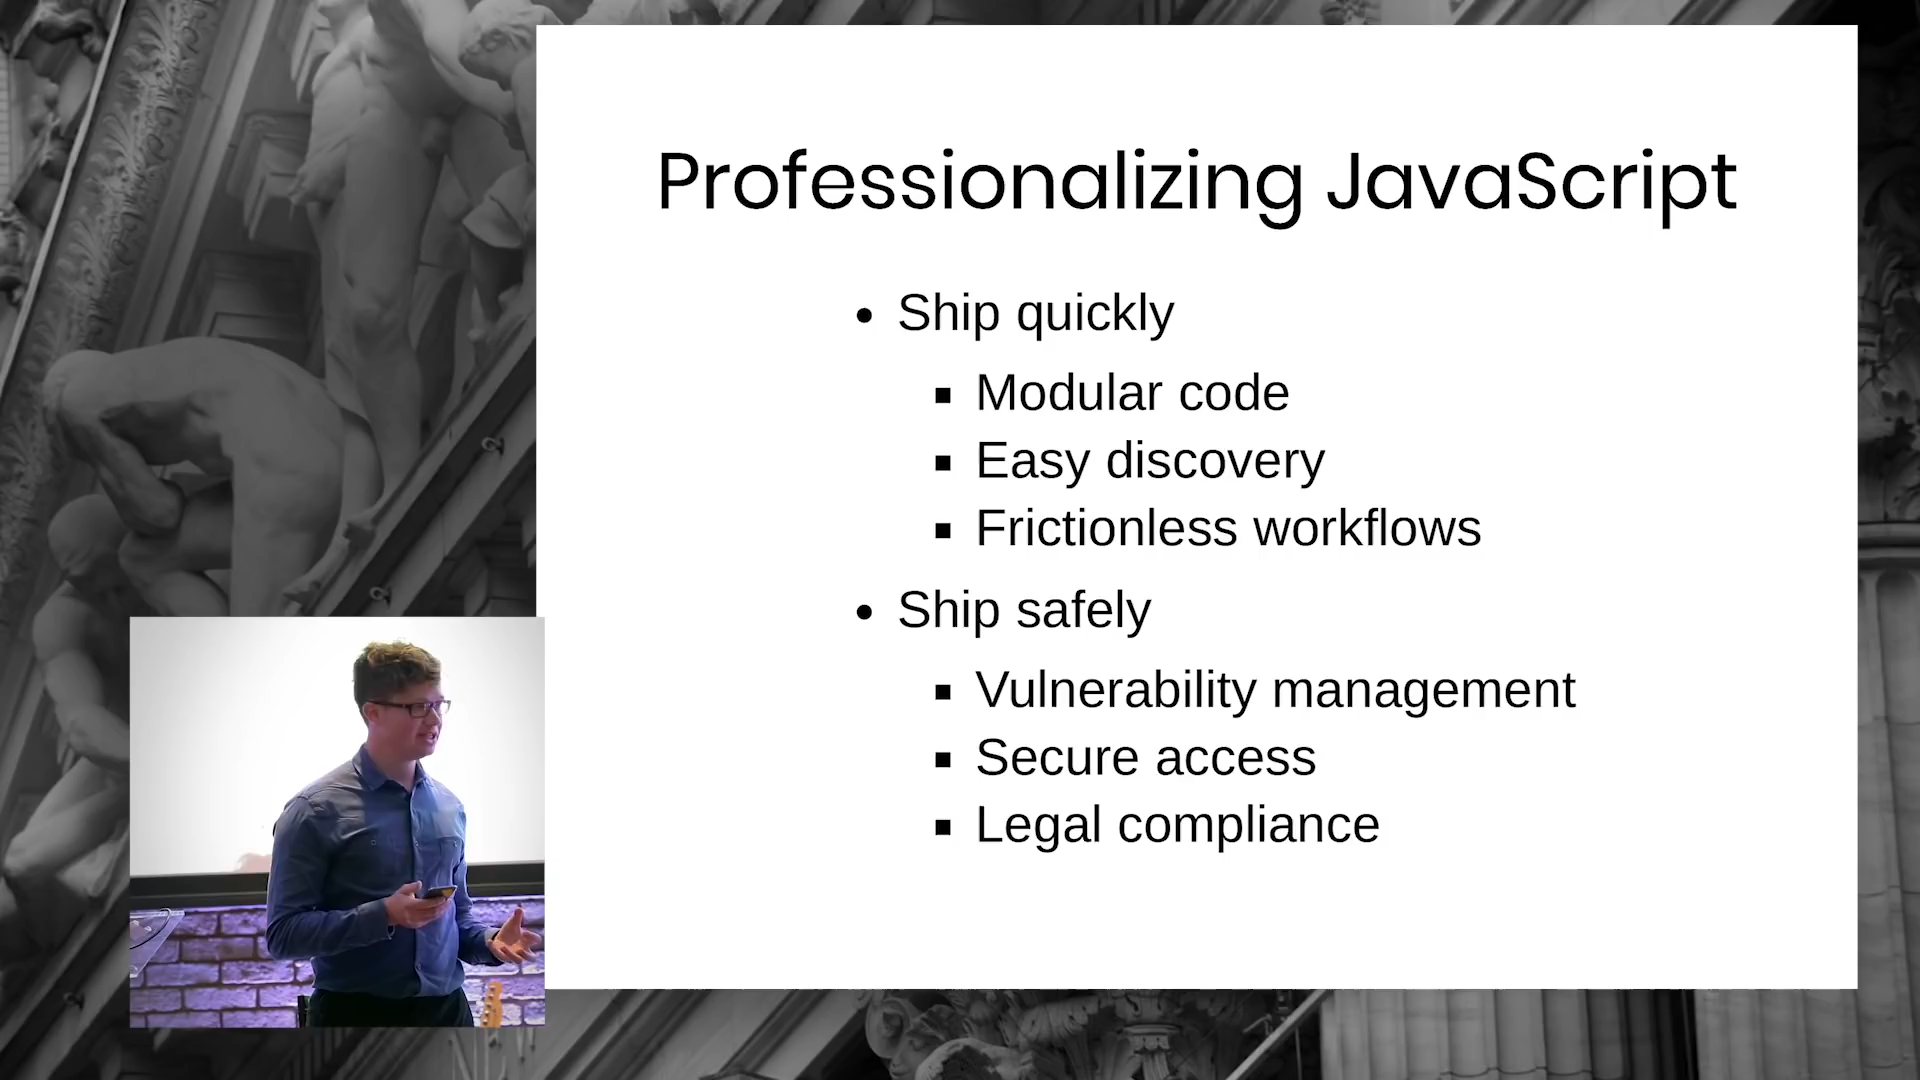 Professionalizing JavaScript
Ship quickly
Modular code
Easy discovery
Frictionless workflows
Ship safely
Vulnerability management
Secure access
Legal compliance